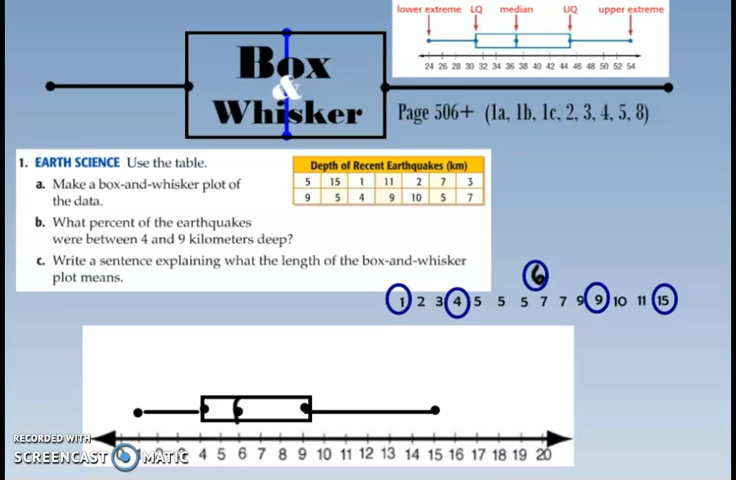 lower extreme LQ median UQ upper extreme
24 26 28 30 32 34 36 38 40 42 44 46 48 50 52 54
Box
&
Whisker
Page 506+ (1a, 1b, 1c, 2, 3, 4, 5, 8)
1. EARTH SCIENCE Use the table.
a. Make a box-and-whisker plot of
the data.
b. What percent of the earthquakes
were between 4 and 9 kilometers deep?
c. Write a sentence explaining what the length of the box-and-whisker
plot means.
Depth of Recent Earthquakes (km)
5 15 1 11 2 7 3
9 5 4 9 10 5 7
6
1 2 3 4 5 5 5 7 7 9 9 10 11 15
4 5 6 7 8 9 10 11 12 13 14 15 16 17 18 19 20
RECORDED WITH
SCREENCAST MATIC